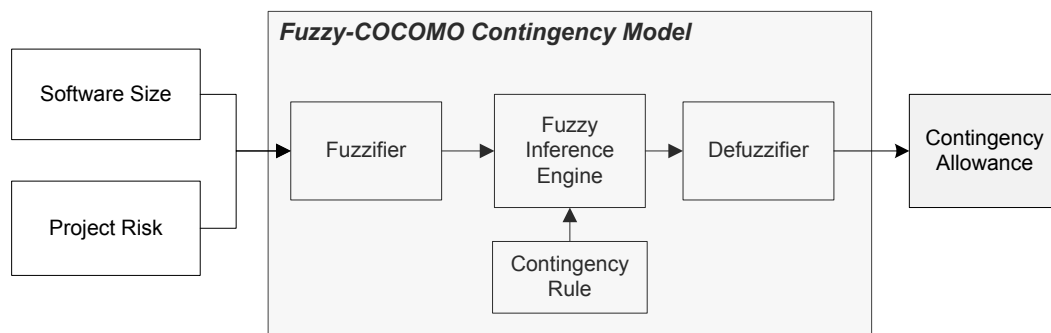 Fuzzy-COCOMO Contingency Model
Software Size
Project Risk
Fuzzifier
Fuzzy
Inference
Engine
Defuzzifier
Contingency
Allowance
Contingency
Rule